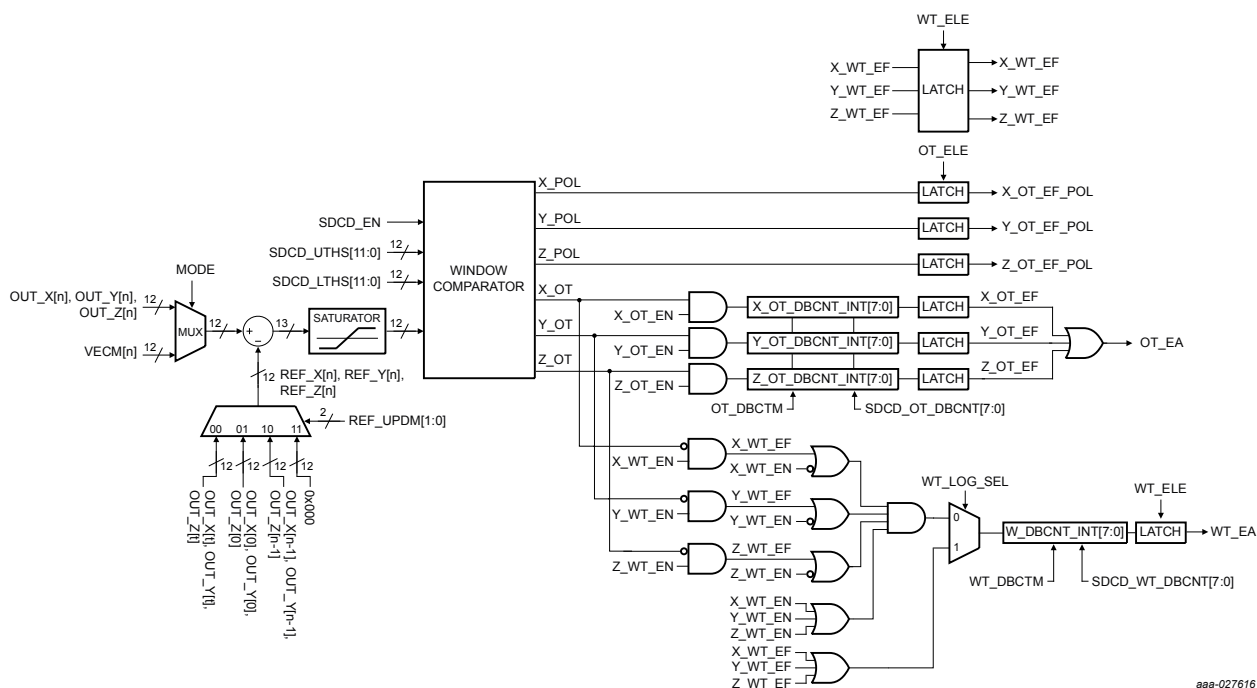 WT_ELE
X_WT_EF
Y_WT_EF
Z_WT_EF
LATCH
X_WT_EF
Y_WT_EF
Z_WT_EF
OT_ELE
X_POL
LATCH
X_OT_EF_POL
Y_POL
LATCH
Y_OT_EF_POL
Z_POL
LATCH
Z_OT_EF_POL
SDCD_EN
SDCD_UTHS[11:0]
12
SDCD_LTHS[11:0]
12
WINDOW
COMPARATOR
MODE
OUT_X[n], OUT_Y[n],
OUT_Z[n]
12
MUX
VECM[n]
12
12
+
−
13
SATURATOR
12
12
REF_X[n], REF_Y[n],
REF_Z[n]
00
01
10
11
2
REF_UPDM[1:0]
12
12
12
12
OUT_X[t], OUT_Y[t],
OUT_Z[t]
OUT_X[0], OUT_Y[0],
OUT_Z[0]
OUT_X[n-1], OUT_Y[n-1],
OUT_Z[n-1]
0x000
X_OT
X_OT_EN
X_OT_DBCNT_INT[7:0]
LATCH
X_OT_EF
Y_OT
Y_OT_EN
Y_OT_DBCNT_INT[7:0]
LATCH
Y_OT_EF
Z_OT
Z_OT_EN
Z_OT_DBCNT_INT[7:0]
LATCH
Z_OT_EF
OT_EA
OT_DBCTM
SDCD_OT_DBCNT[7:0]
X_WT_EN
X_WT_EF
X_WT_EN
Y_WT_EN
Y_WT_EF
Y_WT_EN
Z_WT_EN
Z_WT_EF
Z_WT_EN
X_WT_EN
Y_WT_EN
Z_WT_EN
X_WT_EF
Y_WT_EF
Z_WT_EF
WT_LOG_SEL
0
1
W_DBCNT_INT[7:0]
WT_ELE
LATCH
WT_EA
WT_DBCTM
SDCD_WT_DBCNT[7:0]
aaa-027616